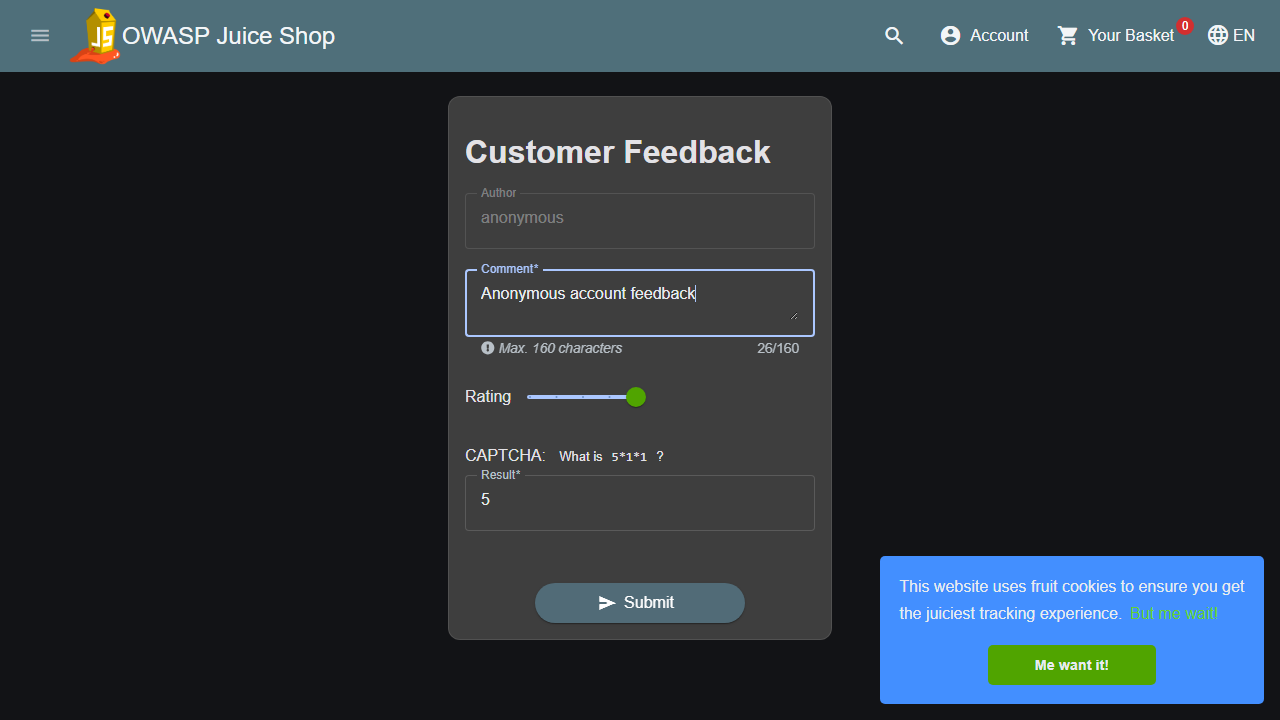 JS OWASP Juice Shop Account Your Basket 0 EN
Customer Feedback
Author
anonymous
Comment*
Anonymous account feedback
Max. 160 characters 26/160
Rating
CAPTCHA: What is 5*1*1 ?
Result*
5
Submit
This website uses fruit cookies to ensure you get
the juiciest tracking experience. But me wait!
Me want it!